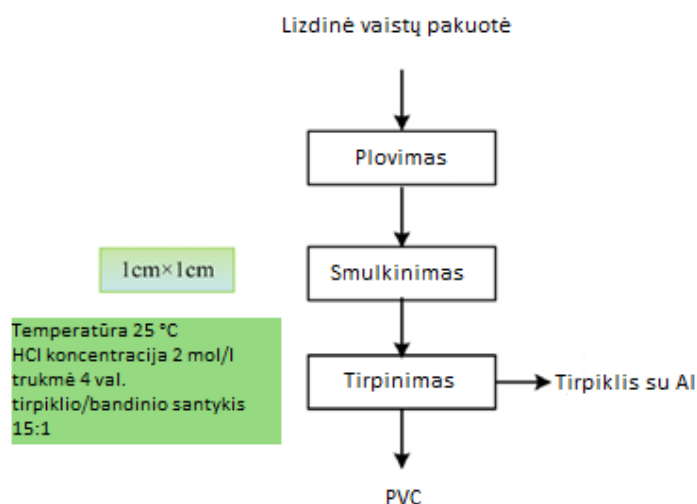 Lizdinė vaistų pakuotė
Plovimas
1cm×1cm
Smulkinimas
Temperatūra 25 °C
HCl koncentracija 2 mol/l
trukmė 4 val.
tirpiklio/bandinio santykis
15:1
Tirpinimas
Tirpiklis su Al
PVC